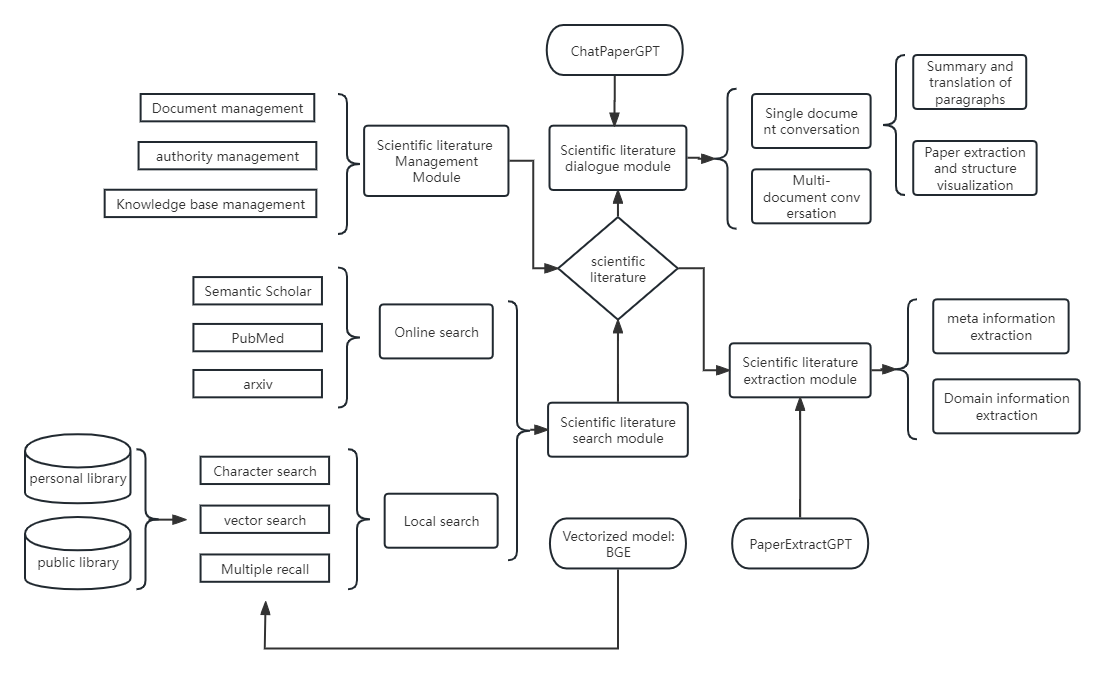 ChatPaperGPT
Document management
authority management
Knowledge base management
Scientific literature
Management
Module
Scientific literature
dialogue module
Single docume
nt conversation
Multi-
document conv
ersation
Summary and
translation of
paragraphs
Paper extraction
and structure
visualization
scientific
literature
Semantic Scholar
PubMed
arxiv
Online search
Scientific literature
extraction module
meta information
extraction
Domain information
extraction
Scientific literature
search module
personal library
public library
Character search
vector search
Multiple recall
Local search
Vectorized model:
BGE
PaperExtractGPT